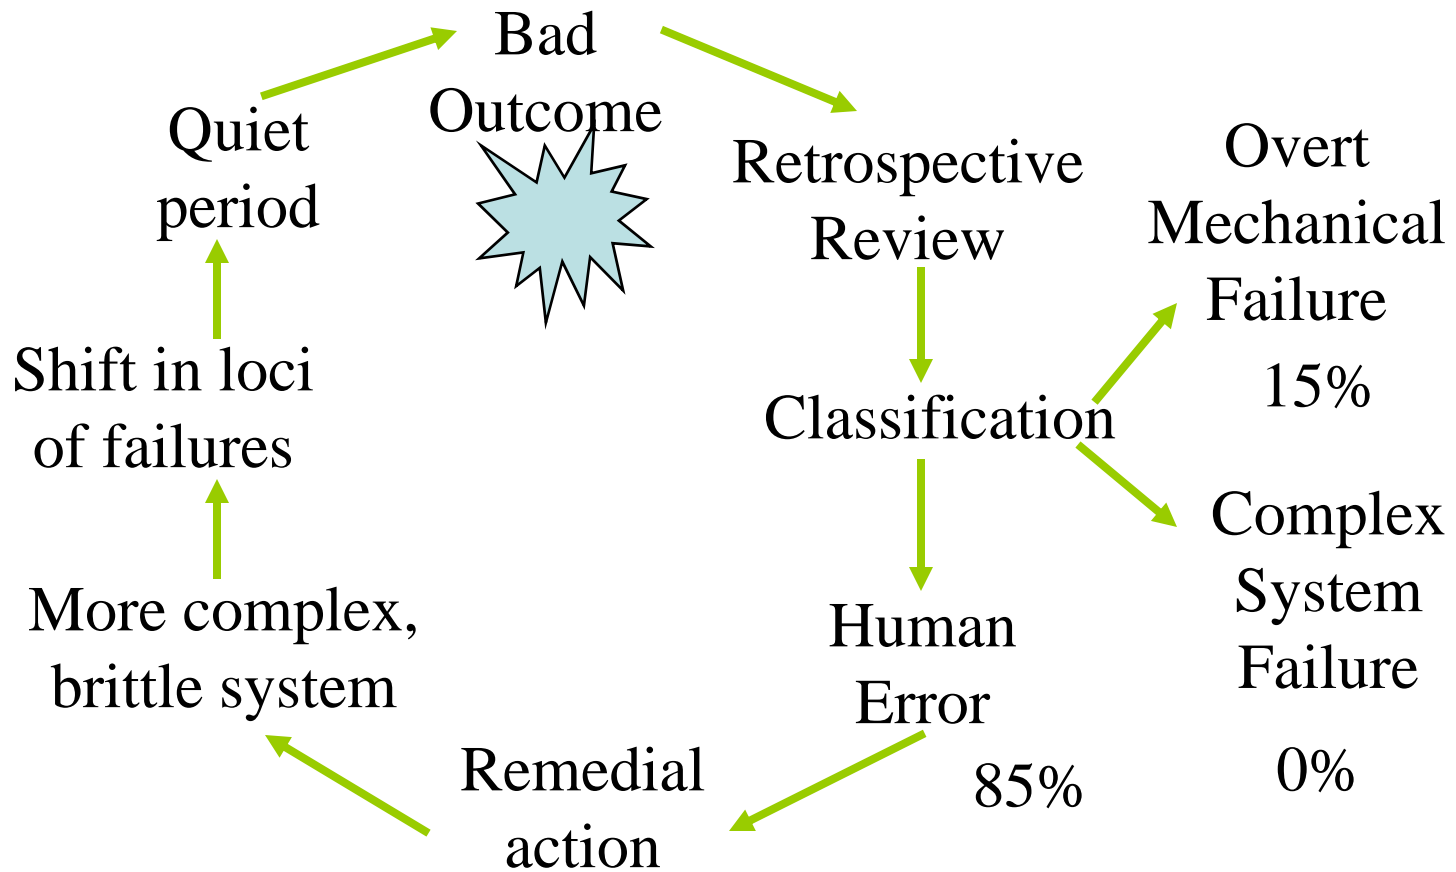 Bad
Outcome
Retrospective
Review
Classification
Overt
Mechanical
Failure
15%
Complex
System
Failure
0%
Human
Error
85%
Remedial
action
More complex,
brittle system
Shift in loci
of failures
Quiet
period